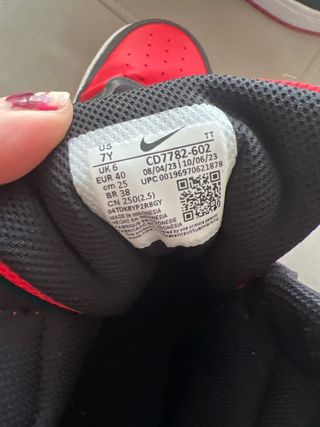 US
7Y
TT
UK 6
CD7782-602
EUR 40
08/04/23 | 10/06/23
cm 25
UPC 00196970621878
BR 38
CN 250(2.5)
04TDKBYP2R8GY
MADE IN INDONESIA